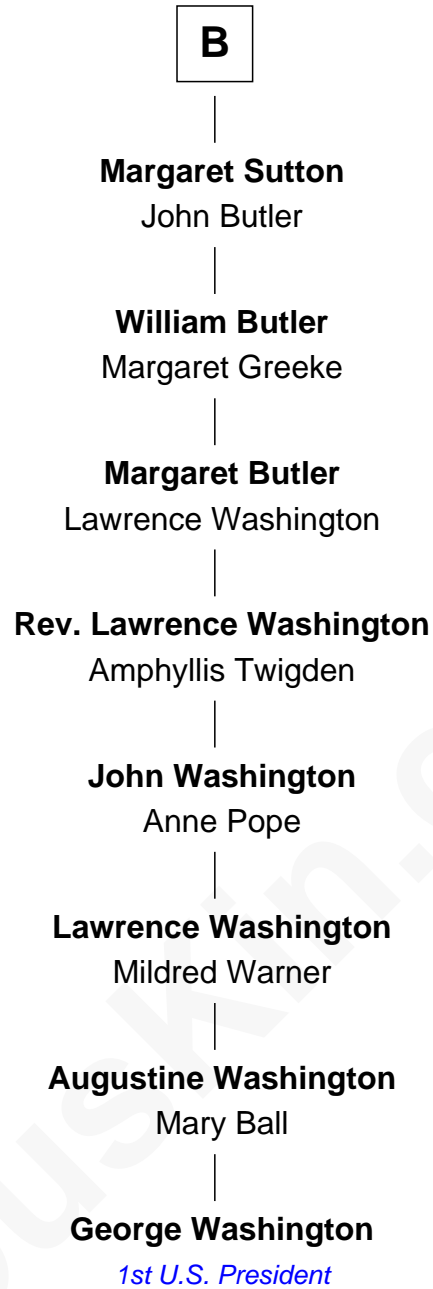 B
Margaret Sutton
John Butler
William Butler
Margaret Greeke
Margaret Butler
Lawrence Washington
Rev. Lawrence Washington
Amphyllis Twigden
John Washington
Anne Pope
Lawrence Washington
Mildred Warner
Augustine Washington
Mary Ball
George Washington
1st U.S. President